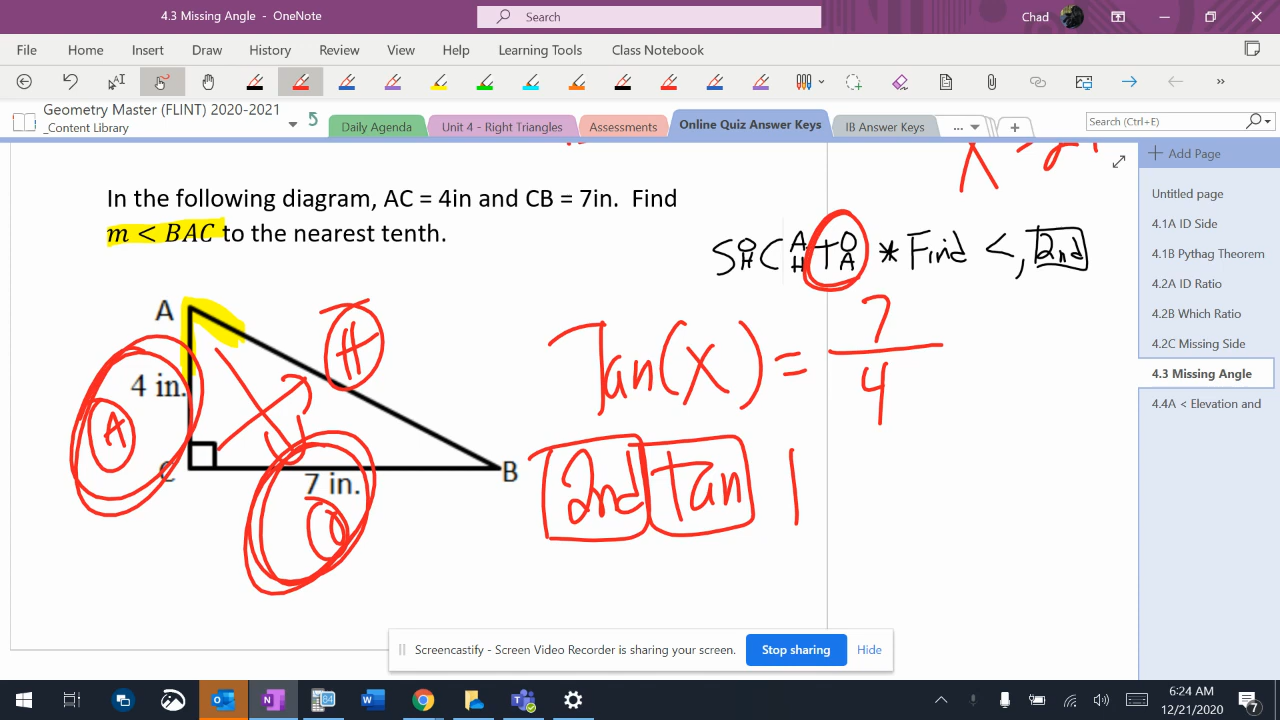 4.3 Missing Angle - OneNote
Search
Chad
File Home Insert Draw History Review View Help Learning Tools Class Notebook
Geometry Master (FLINT) 2020-2021
_Content Library
Daily Agenda
Unit 4 - Right Triangles
Assessments
Online Quiz Answer Keys
IB Answer Keys
...
Search (Ctrl+E)
Add Page
Untitled page
4.1A ID Side
4.1B Pythag Theorem
4.2A ID Ratio
4.2B Which Ratio
4.2C Missing Side
4.3 Missing Angle
4.4A < Elevation and
In the following diagram, AC = 4in and CB = 7in. Find
m < BAC to the nearest tenth.
S O/H C A/H T O/A * Find <, 2nd
A
H
4 in.
A
C
B
7 in.
O
Tan(X) = 7/4
2nd tan
Screencastify - Screen Video Recorder is sharing your screen.
Stop sharing
Hide
84
6:24 AM
12/21/2020
7